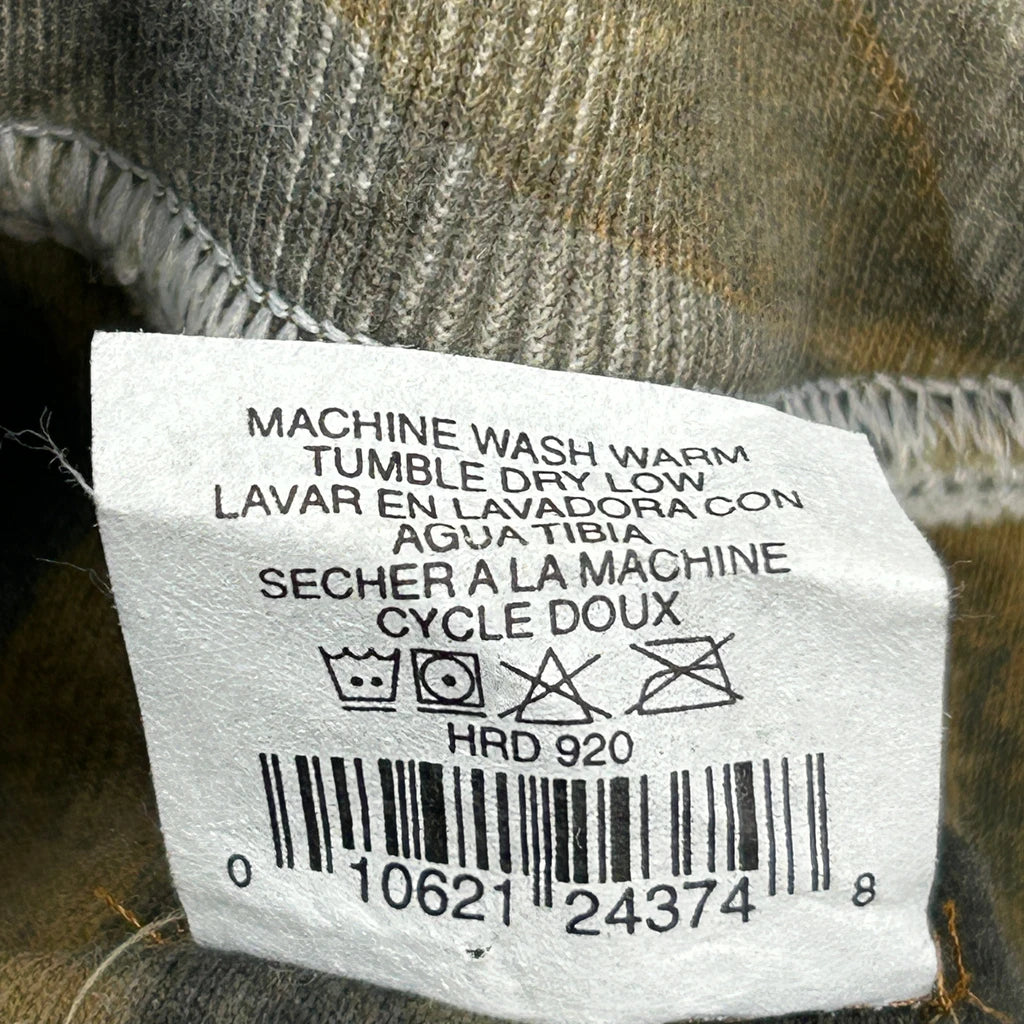 MACHINE WASH WARM
TUMBLE DRY LOW
LAVAR EN LAVADORA CON
AGUA TIBIA
SECHER A LA MACHINE
CYCLE DOUX
HRD 920
0 10621 24374 8